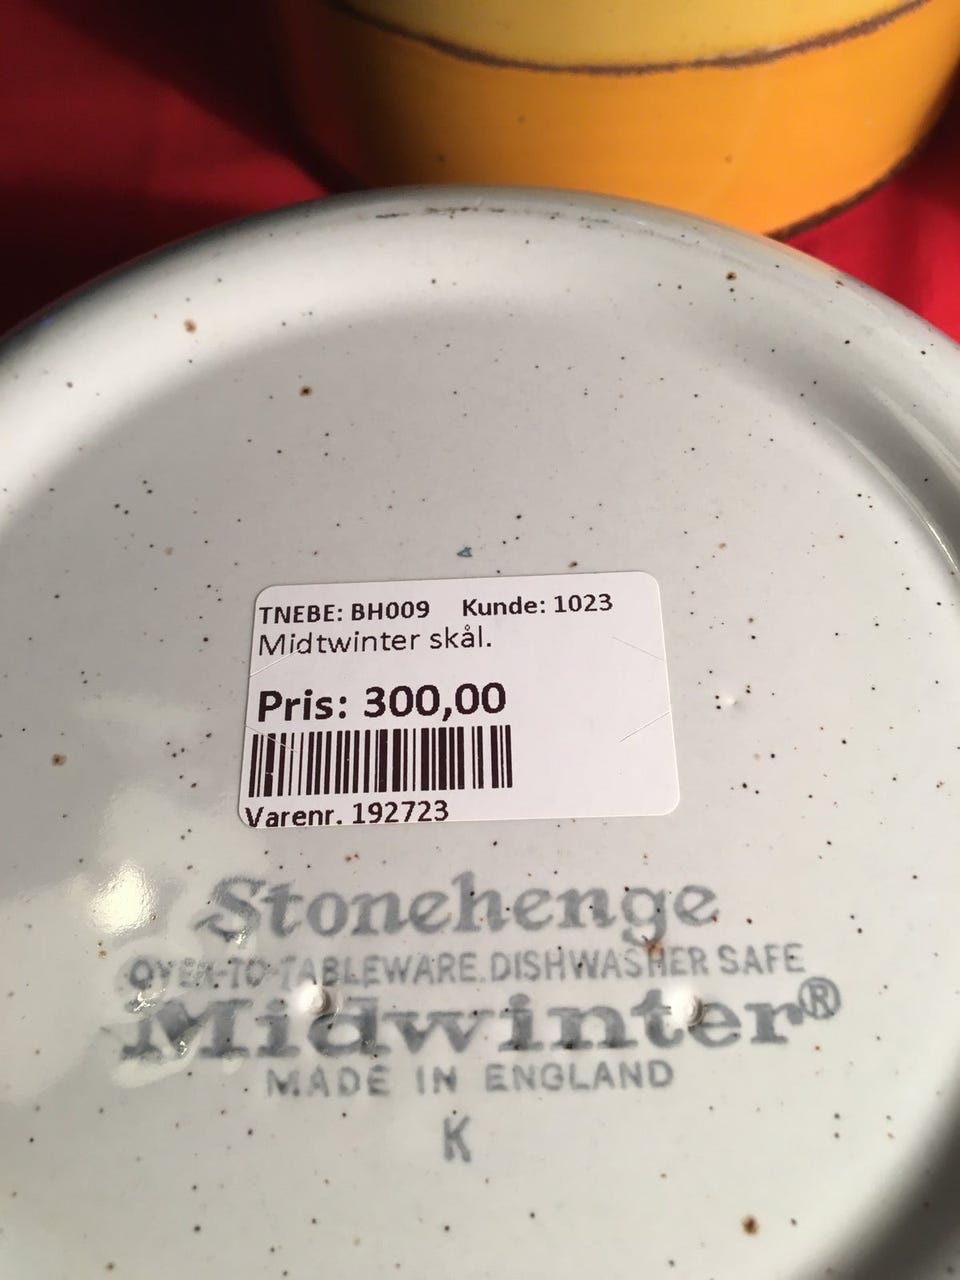 TNEBE: BH009 Kunde: 1023
Midtwinter skål.
Pris: 300,00
Varenr. 192723
Stonehenge
OVEN-TO-TABLEWARE.DISHWASHER SAFE
Midwinter®
MADE IN ENGLAND
K